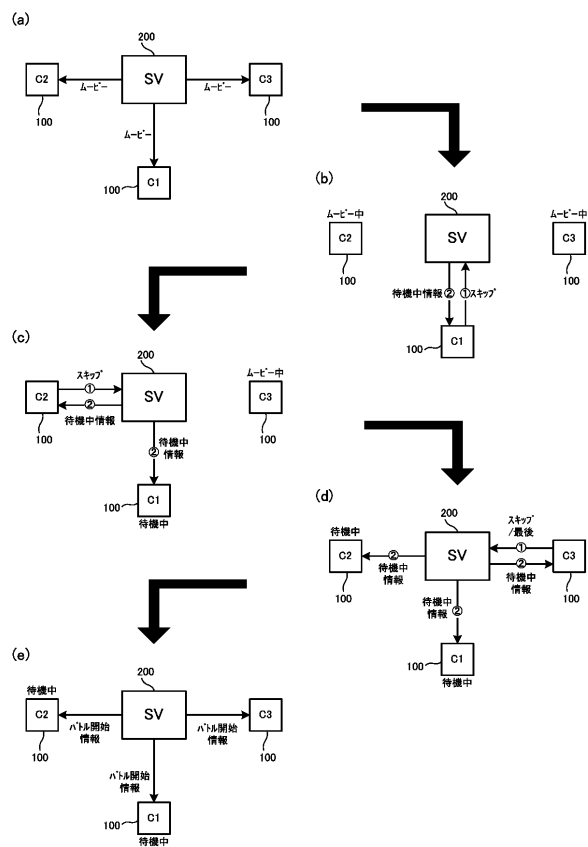 (a)
200
SV
C2
C3
ムービー
ムービー
100
100
ムービー
100
C1
(b)
200
ムービー中
ムービー中
C2
SV
C3
100
100
待機中情報
②
①
スキップ
100
C1
(c)
200
スキップ
ムービー中
C2
①
SV
C3
②
100
待機中情報
100
②
待機中
情報
100
C1
待機中
(d)
200
スキップ
/最後
待機中
C2
②
SV
①
C3
②
100
待機中
情報
待機中
情報
100
待機中
情報
②
100
C1
待機中
(e)
200
待機中
C2
SV
C3
バトル開始
情報
バトル開始
情報
100
100
バトル開始
情報
100
C1
待機中